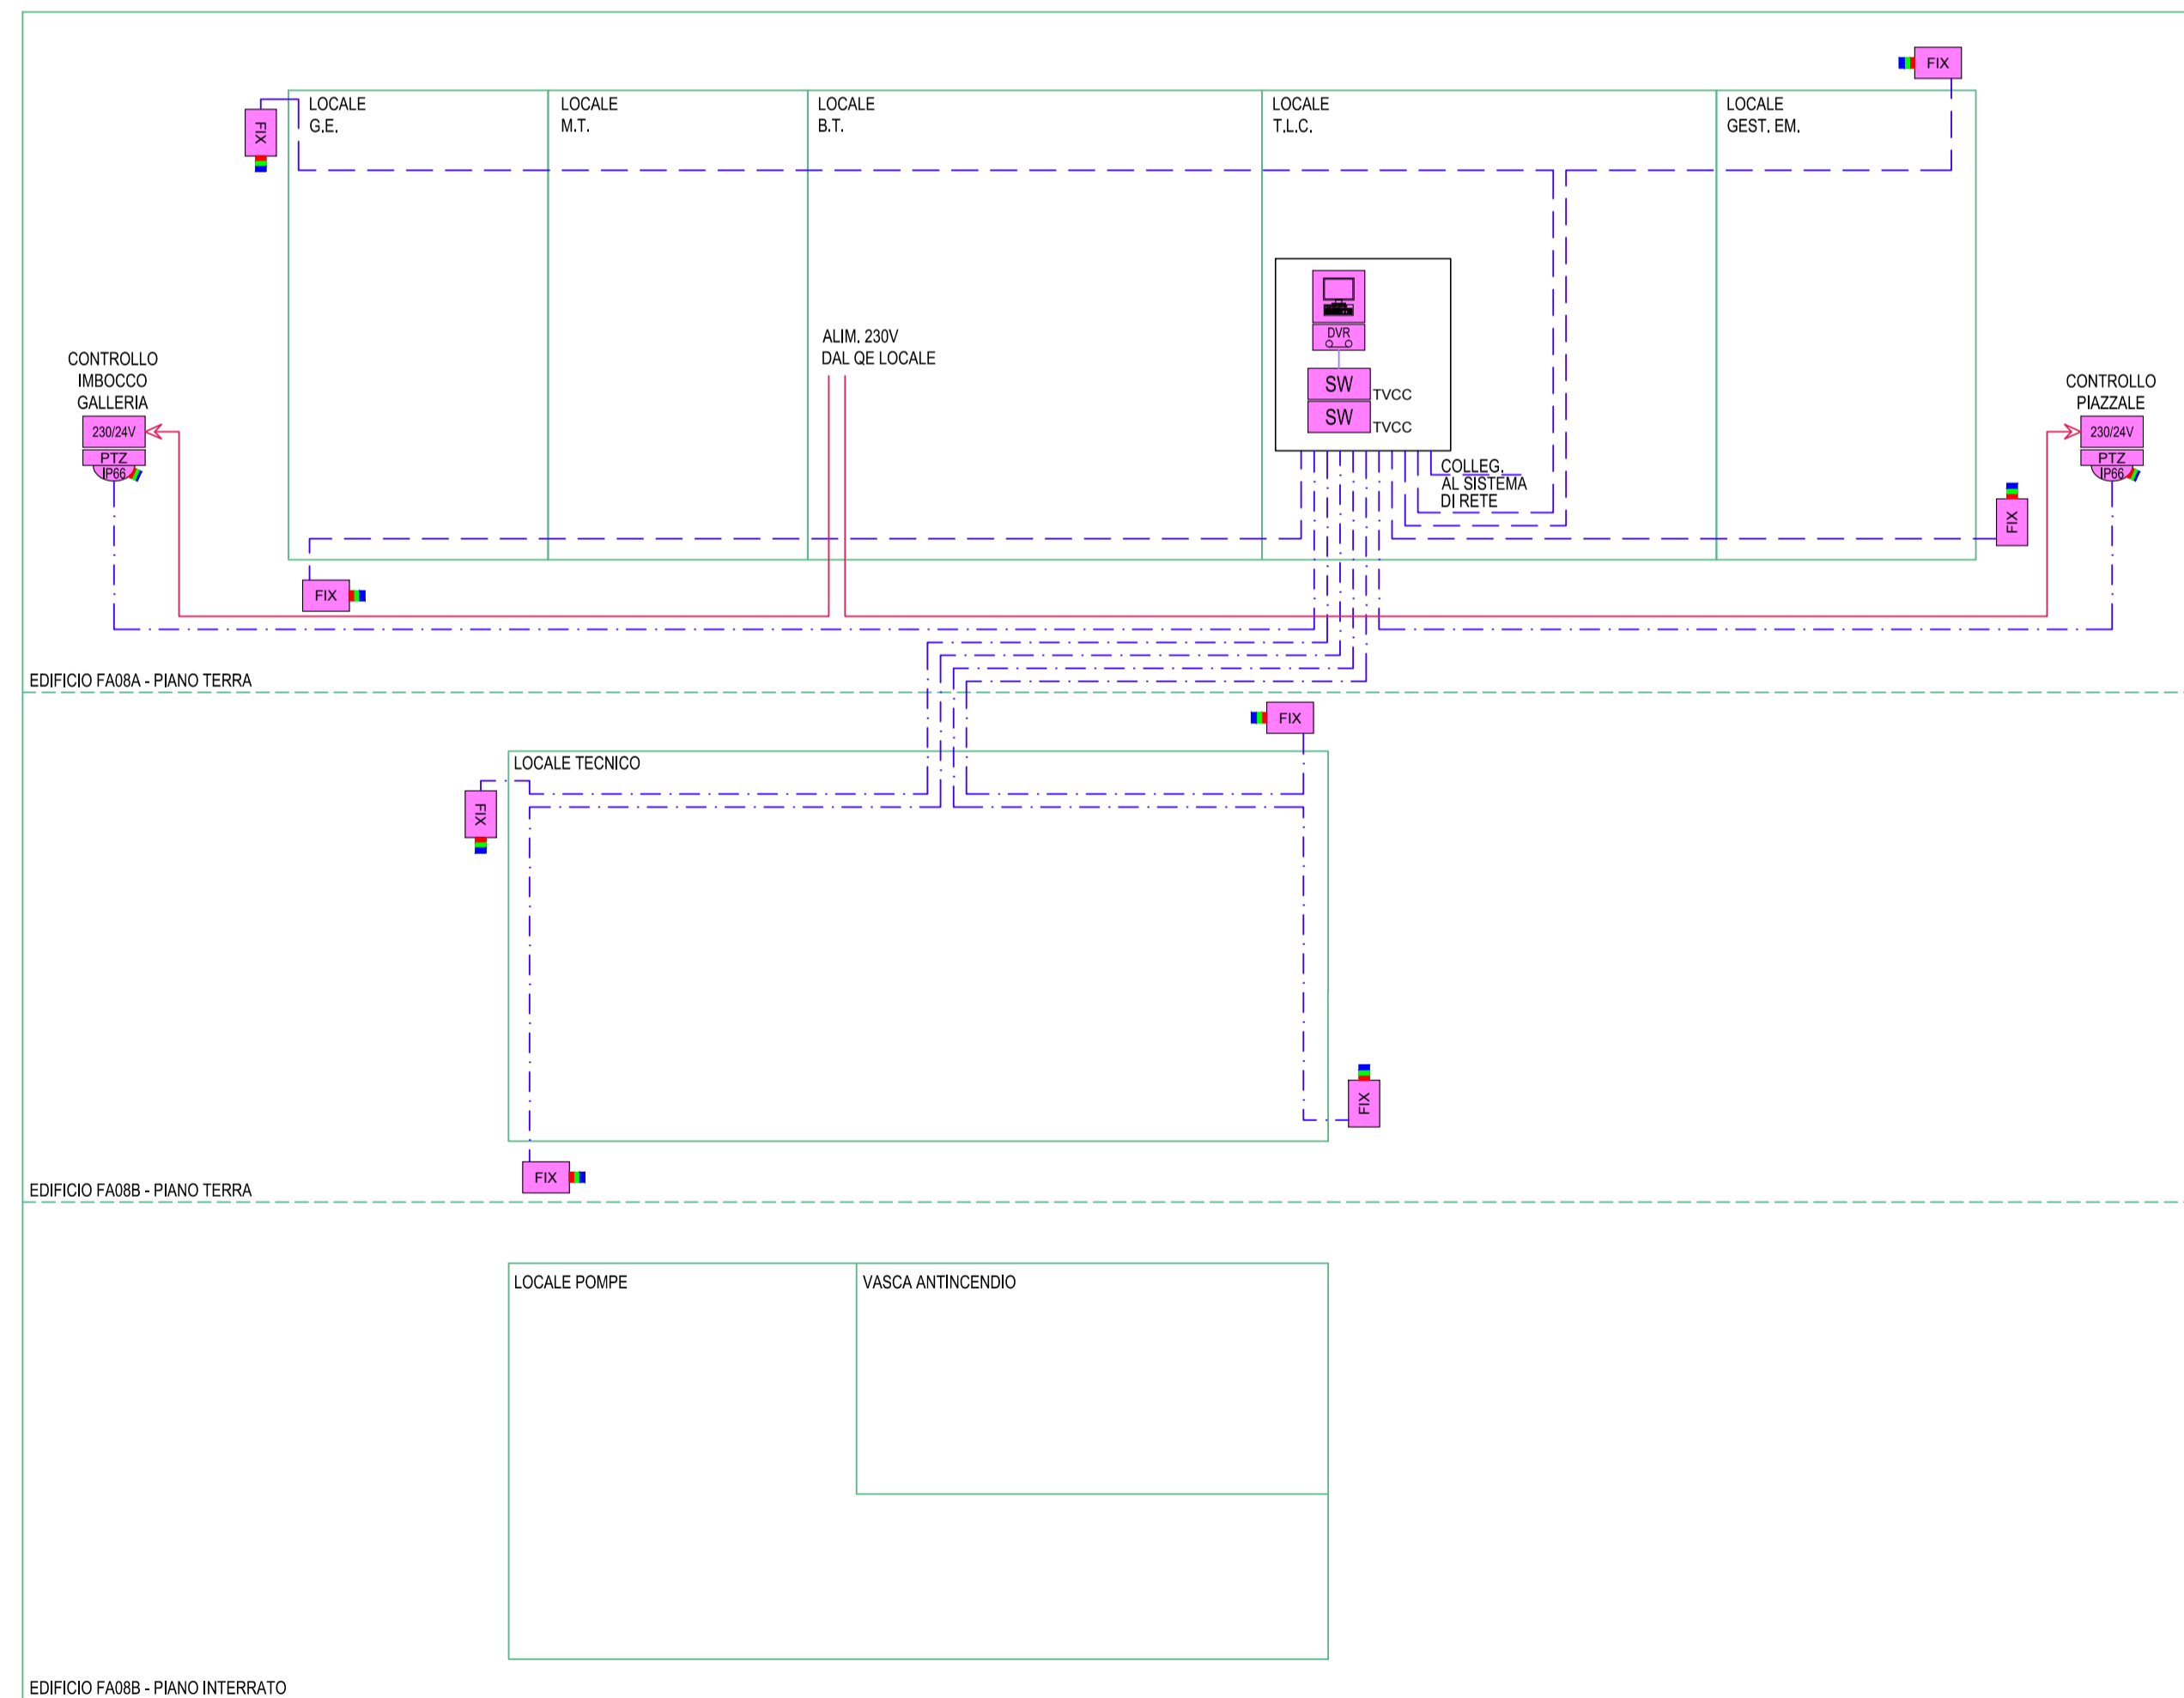 FIX
LOCALE
G.E.
LOCALE
M.T.
LOCALE
B.T.
LOCALE
T.L.C.
LOCALE
GEST. EM.
FIX
DVR
SW
TVCC
SW
TVCC
ALIM. 230V
DAL QE LOCALE
CONTROLLO
IMBOCCO
GALLERIA
230/24V
PTZ
IP66
CONTROLLO
PIAZZALE
230/24V
PTZ
IP66
COLLEG.
AL SISTEMA
DI RETE
FIX
FIX
EDIFICIO FA08A - PIANO TERRA
FIX
LOCALE TECNICO
FIX
FIX
FIX
EDIFICIO FA08B - PIANO TERRA
LOCALE POMPE
VASCA ANTINCENDIO
EDIFICIO FA08B - PIANO INTERRATO